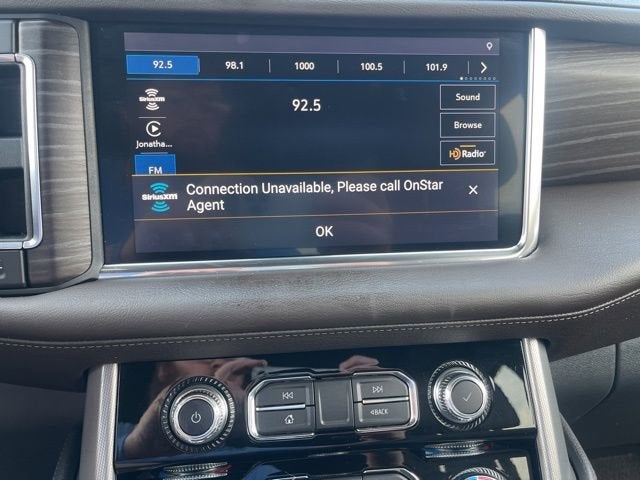 92.5 98.1 1000 100.5 101.9
SiriusXM
92.5
Sound
Jonatha...
Browse
HD Radio
FM
SiriusXM
Connection Unavailable, Please call OnStar
Agent
OK
BACK